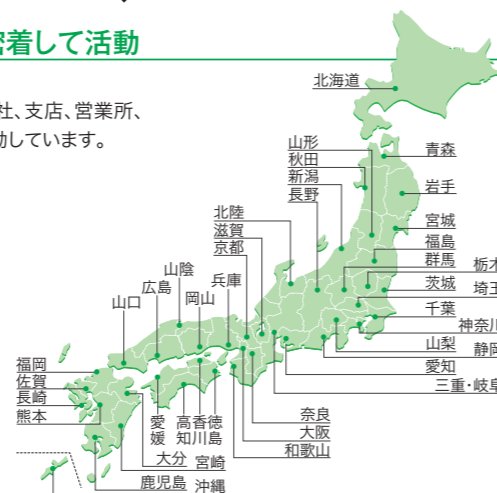 密着して活動
社、支店、営業所、
動しています。
北海道
山形
秋田
新潟
長野
青森
岩手
宮城
福島
群馬
栃木
茨城
埼玉
千葉
神奈川
山梨
静岡
愛知
三重・岐阜
北陸
滋賀
京都
兵庫
山陰
岡山
広島
山口
福岡
佐賀
長崎
熊本
愛媛
高知
香川
徳島
奈良
大阪
和歌山
大分
宮崎
鹿児島
沖縄